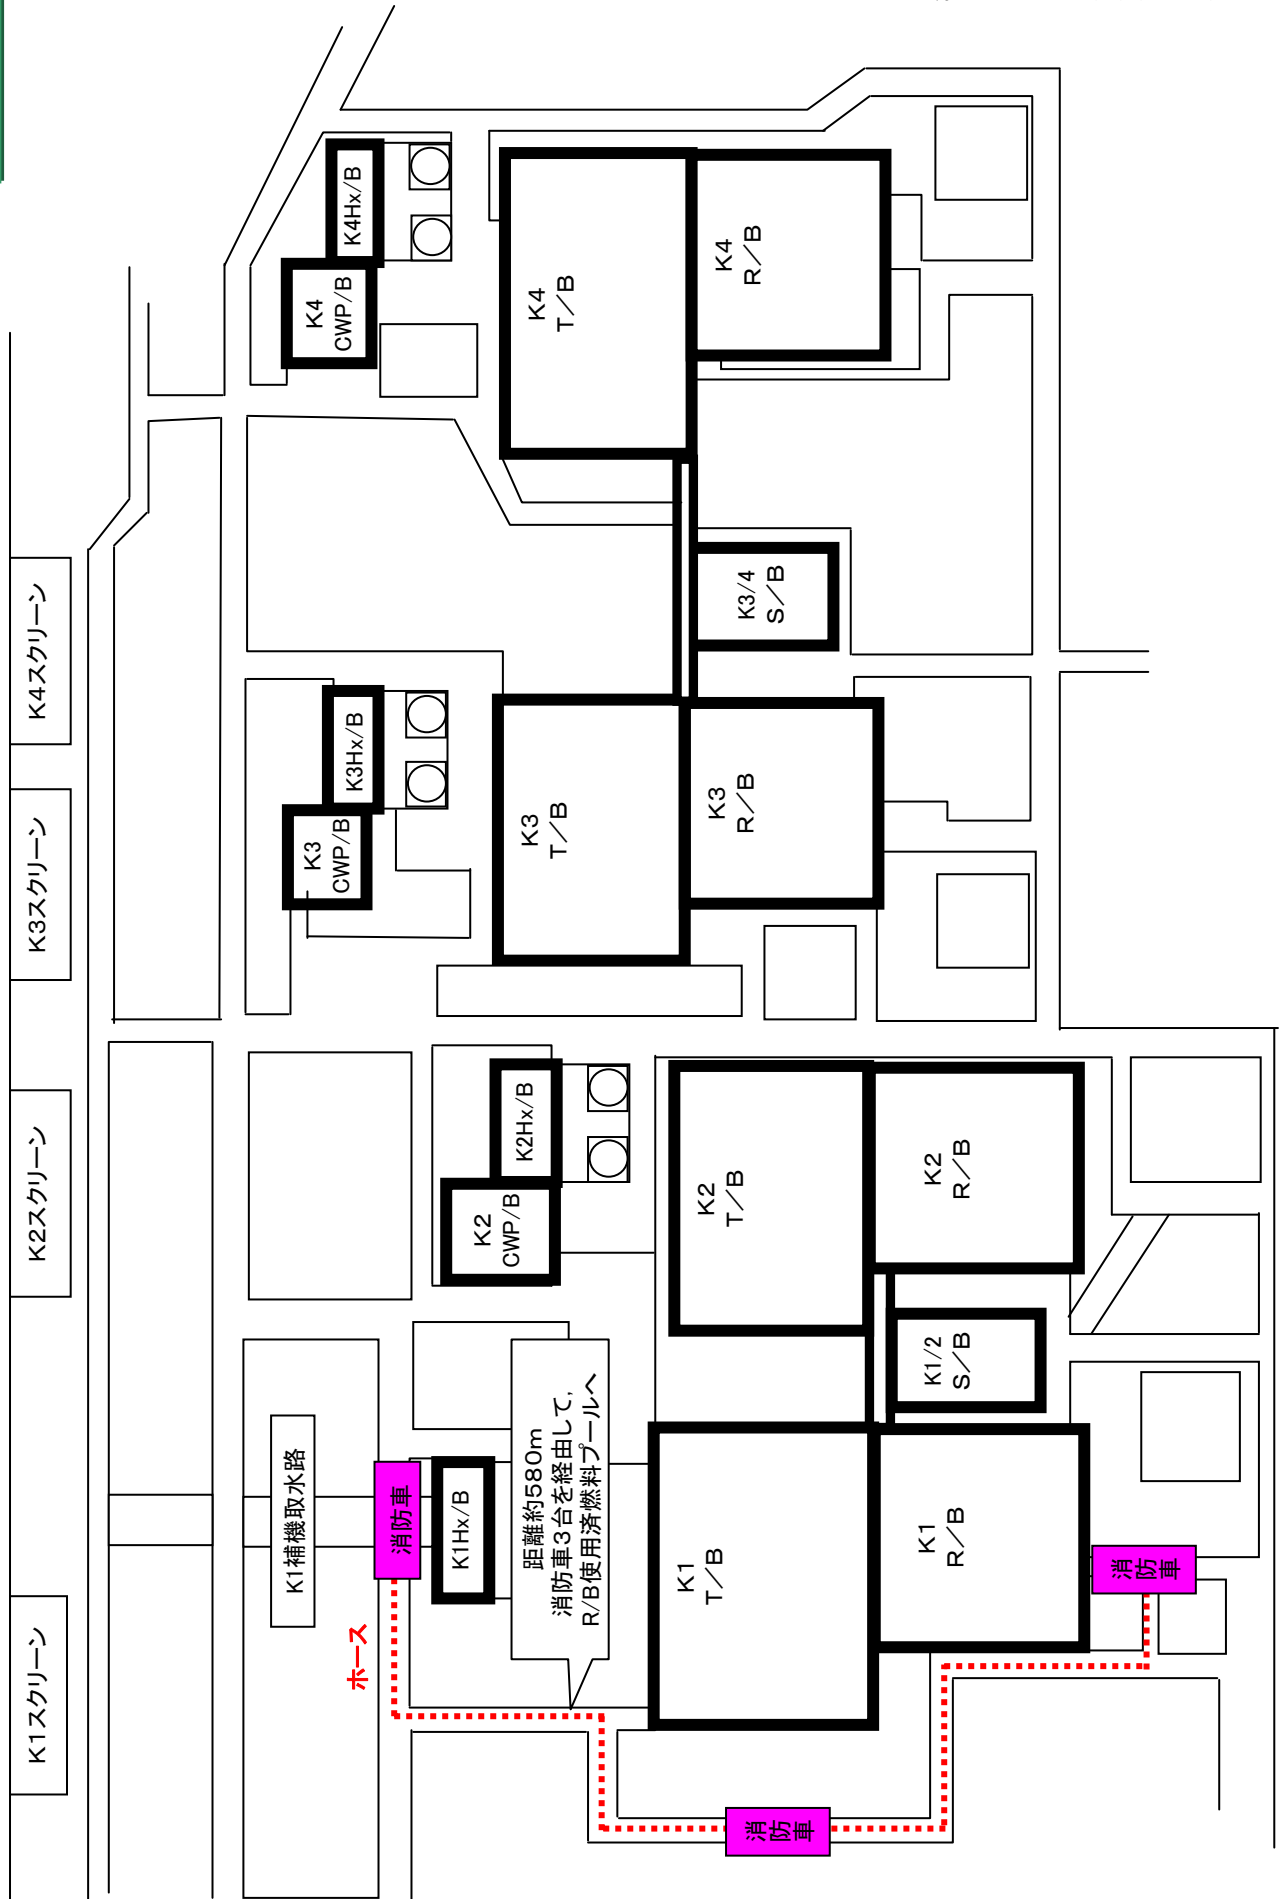 K4スクリーン
K3スクリーン
K2スクリーン
K1スクリーン
K4Hx/B
K4
CWP/B
K4
T/B
K4
R/B
K3/4
S/B
K3Hx/B
K3
CWP/B
K3
T/B
K3
R/B
K2Hx/B
K2
CWP/B
K2
T/B
K2
R/B
K1/2
S/B
K1補機取水路
消防車
K1Hx/B
距離約580m
消防車3台を経由して,
R/B使用済燃料プールへ
K1
T/B
K1
R/B
消防車
ホース
消防車